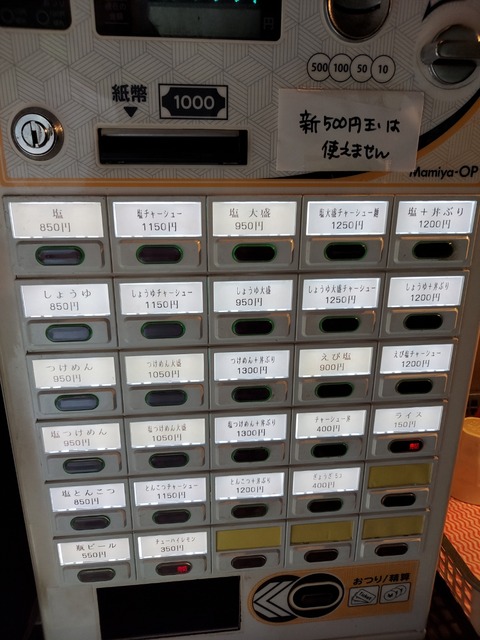 円
500 100 50 10
紙幣
1000
新500円玉は
使えません
Mamiya-OP
塩
850円
塩チャーシュー
1150円
塩 大盛
950円
塩大盛チャーシュー麺
1250円
塩+丼ぶり
1200円
しょうゆ
850円
しょうゆチャーシュー
1150円
しょうゆ大盛
950円
しょうゆ大盛チャーシュー
1250円
しょうゆ+丼ぶり
1200円
つけめん
950円
つけめん大盛
1050円
つけめん+丼ぶり
1300円
えび塩
900円
えび塩チャーシュー
1200円
塩つけめん
950円
塩つけめん大盛
1050円
塩つけめん+丼ぶり
1300円
チャーシュー丼
400円
ライス
150円
塩とんこつ
850円
とんこつチャーシュー
1150円
とんこつ+丼ぶり
1200円
400円
瓶ビール
550円
チューハイレモン
350円
おつり/精算